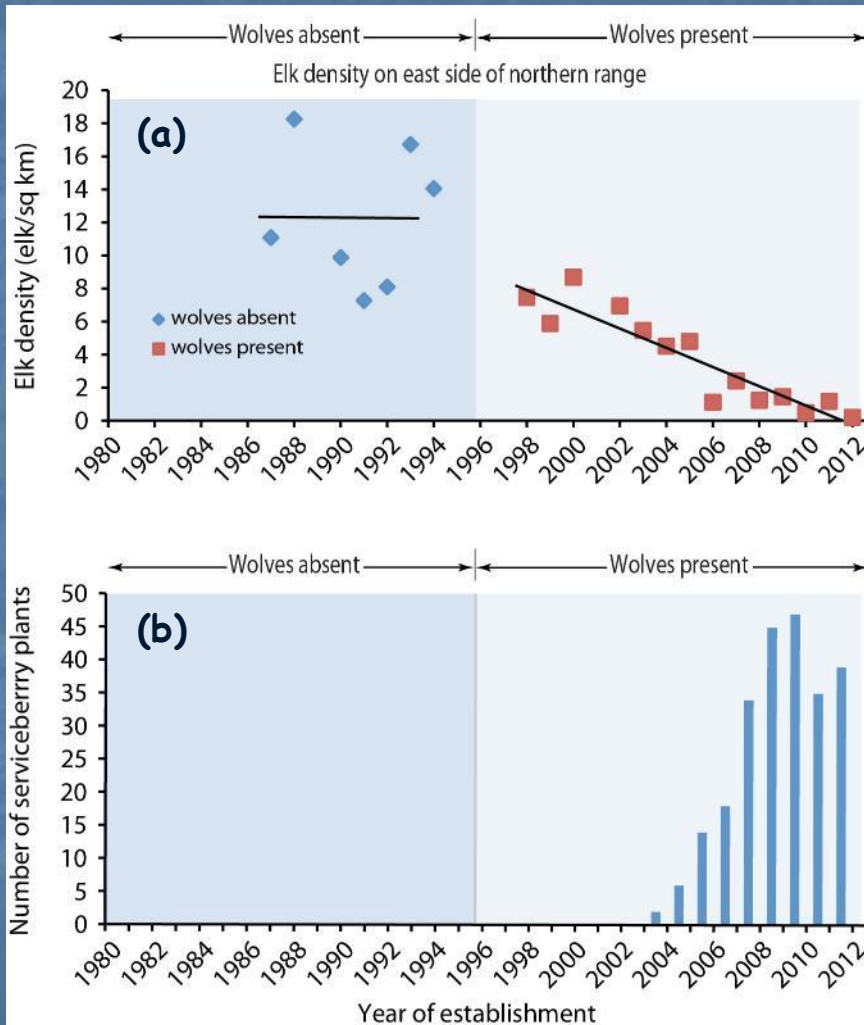 Wolves absent Wolves present
Elk density on east side of northern range
(a)
Elk density (elk/sq km)
20
18
16
14
12
10
8
6
4
2
0
wolves absent
wolves present
1980 1982 1984 1986 1988 1990 1992 1994 1996 1998 2000 2002 2004 2006 2008 2010 2012
Wolves absent Wolves present
(b)
Number of serviceberrry plants
50
45
40
35
30
25
20
15
10
5
0
1980 1982 1984 1986 1988 1990 1992 1994 1996 1998 2000 2002 2004 2006 2008 2010 2012
Year of establishment